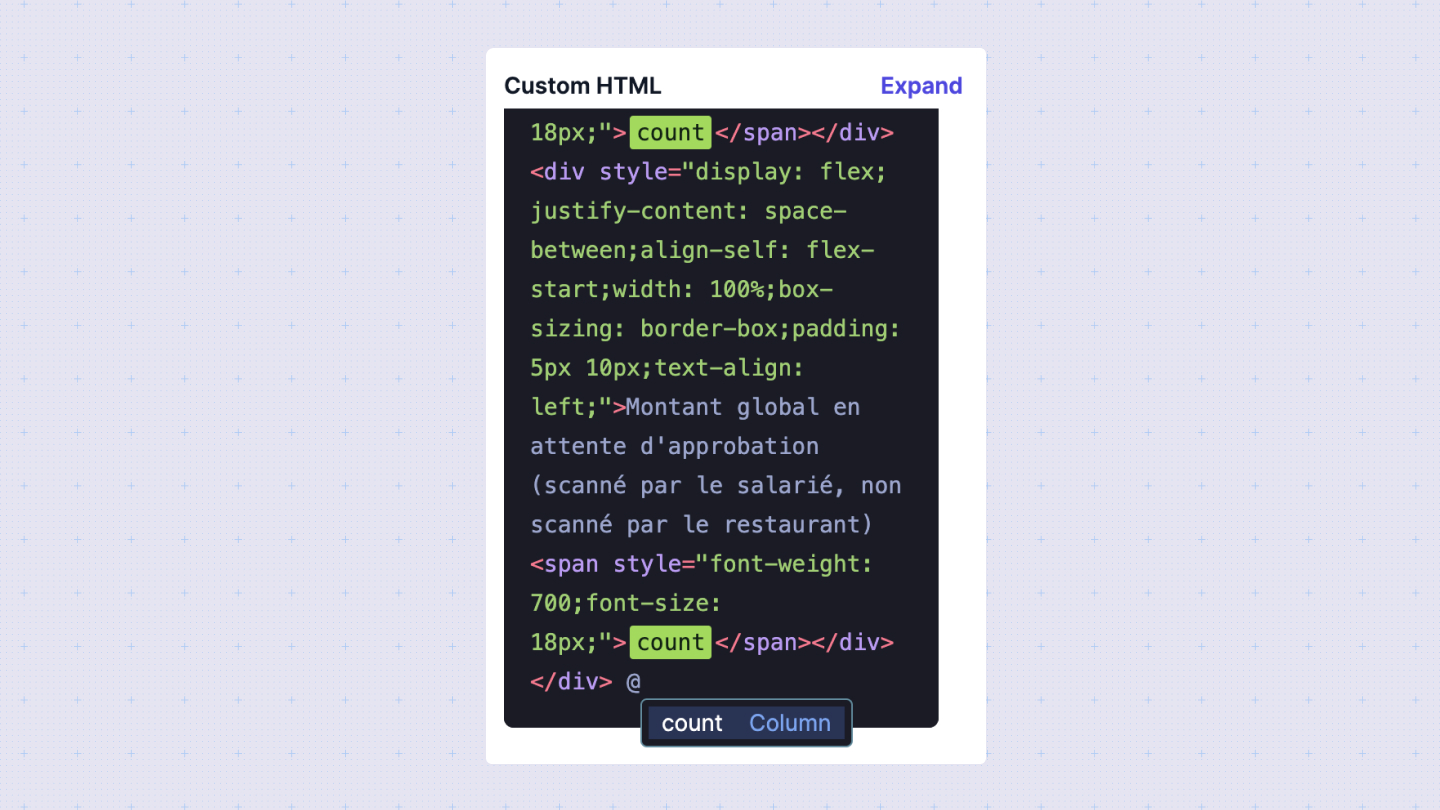 Custom HTML
Expand
18px;">count</span></div>
<div style="display: flex;
justify-content: space-
between;align-self: flex-
start;width: 100%;box-
sizing: border-box;padding:
5px 10px;text-align:
left;">Montant global en
attente d'approbation
(scanné par le salarié, non
scanné par le restaurant)
<span style="font-weight:
700;font-size:
18px;">count</span></div>
</div> @
count Column